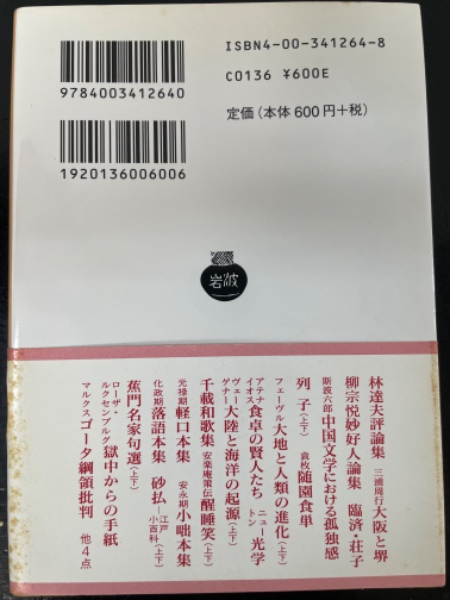 ISBN4-00-341264-8
9784003412640
C0136 ¥600E
定価(本体600円+税)
1920136006006
岩波
林達夫評論集 三浦周行 大阪と堺
柳宗悦妙好人論集 臨済・荘子
斯波六郎 中国文学における孤独感
列子(上下) 袁枚 随園食単
フェーヴル 大地と人類の進化(上下)
アテナイオス 食卓の賢人たち ニュートン 光学
ヴェーゲナー 大陸と海洋の起源(上下)
千載和歌集 安楽庵策伝 醒睡笑(上下)
元禄期 軽口本集 安永期 小咄本集
化政期 落語本集 砂払―江戸小百科(上下)
蕉門名家句選(上下)
ローザ・ルクセンブルグ 獄中からの手紙
マルクス ゴータ綱領批判 他4点